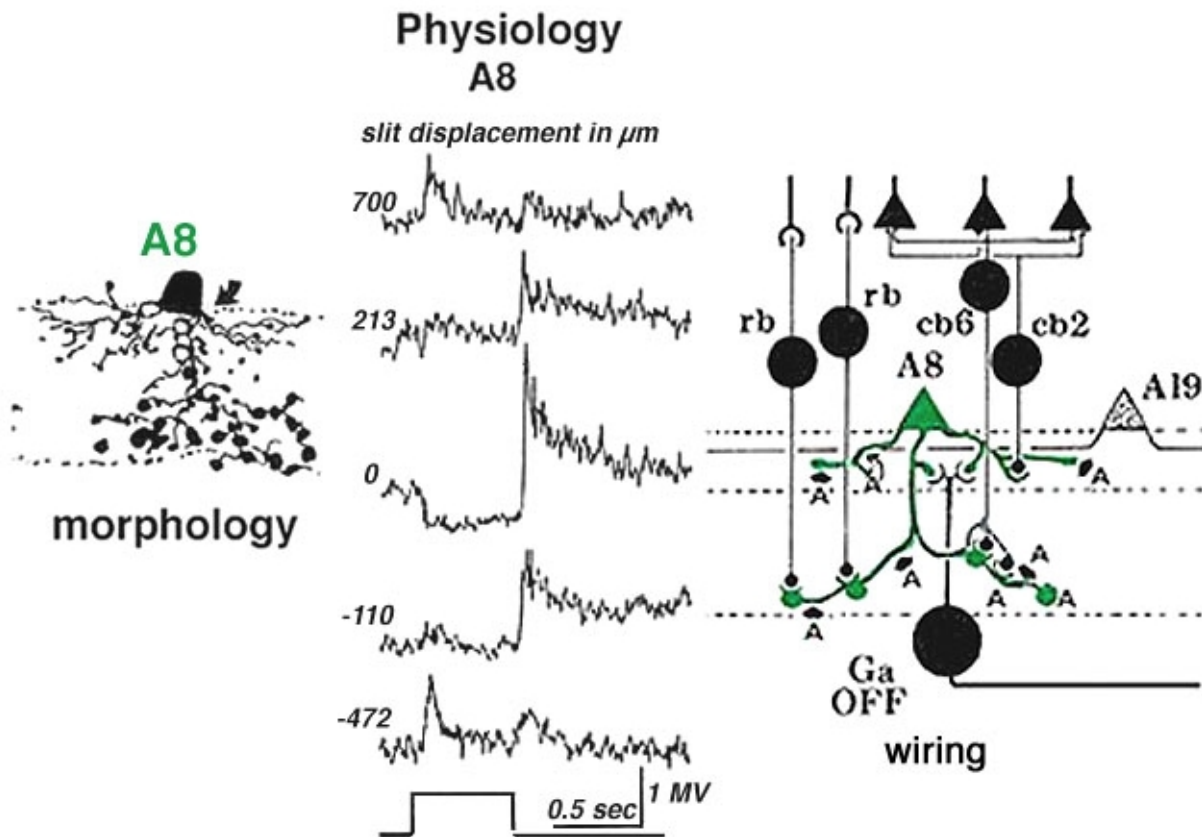 Physiology
A8
slit displacement in µm
700
213
0
-110
-472
0.5 sec
1 MV
A8
morphology
rb
rb
cb6
cb2
A8
A19
A
A
A
A
A
A
A
A
Ga
OFF
wiring